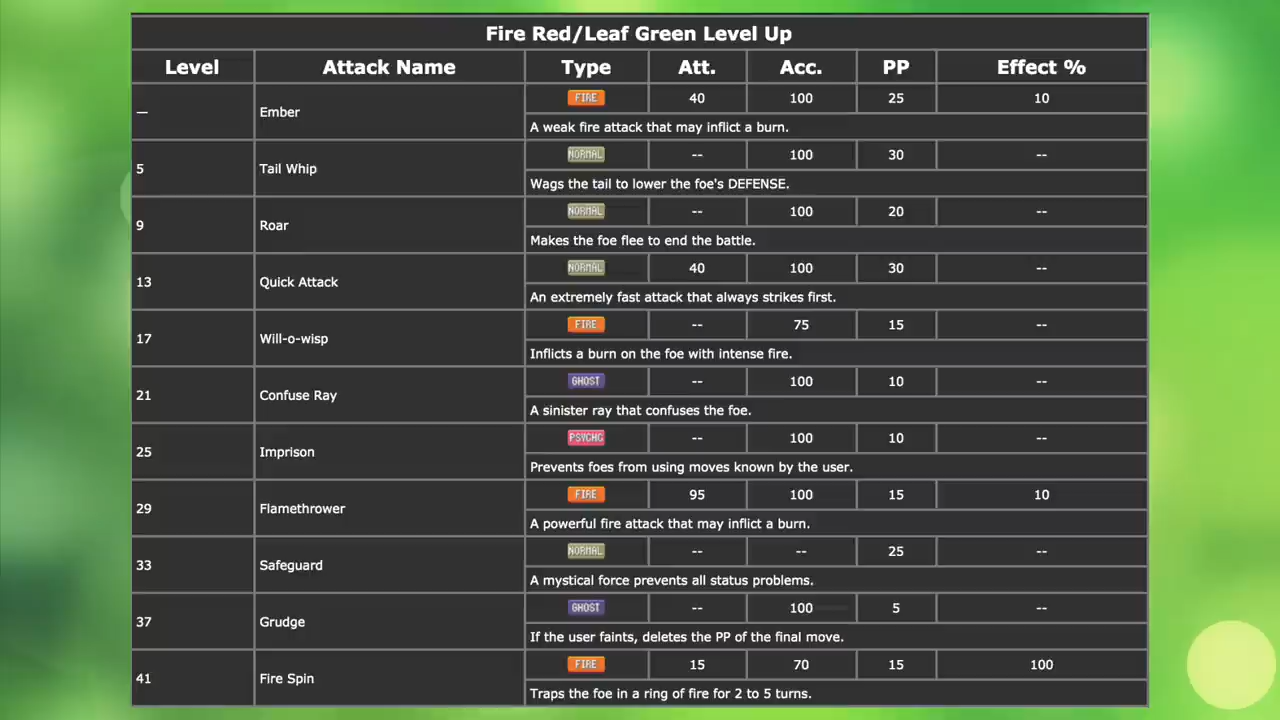 Fire Red/Leaf Green Level Up
Level Attack Name Type Att. Acc. PP Effect %
— Ember FIRE 40 100 25 10
A weak fire attack that may inflict a burn.
5 Tail Whip NORMAL -- 100 30 --
Wags the tail to lower the foe's DEFENSE.
9 Roar NORMAL -- 100 20 --
Makes the foe flee to end the battle.
13 Quick Attack NORMAL 40 100 30 --
An extremely fast attack that always strikes first.
17 Will-o-wisp FIRE -- 75 15 --
Inflicts a burn on the foe with intense fire.
21 Confuse Ray GHOST -- 100 10 --
A sinister ray that confuses the foe.
25 Imprison PSYCHC -- 100 10 --
Prevents foes from using moves known by the user.
29 Flamethrower FIRE 95 100 15 10
A powerful fire attack that may inflict a burn.
33 Safeguard NORMAL -- -- 25 --
A mystical force prevents all status problems.
37 Grudge GHOST -- 100 5 --
If the user faints, deletes the PP of the final move.
41 Fire Spin FIRE 15 70 15 100
Traps the foe in a ring of fire for 2 to 5 turns.